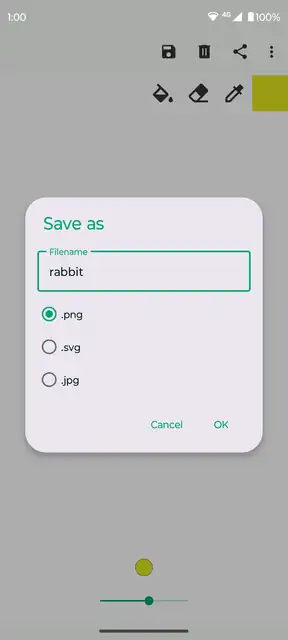 1:00
4G
100%
Save as
Filename
rabbit
.png
.svg
.jpg
Cancel OK